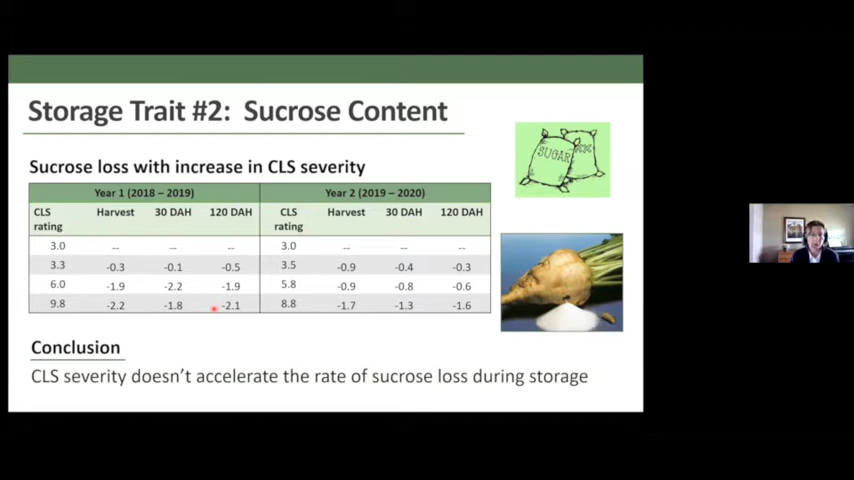 Storage Trait #2: Sucrose Content
SUGAR
Sucrose loss with increase in CLS severity
Year 1 (2018 – 2019) Year 2 (2019 – 2020)
CLS rating Harvest 30 DAH 120 DAH CLS rating Harvest 30 DAH 120 DAH
3.0 -- -- -- 3.0 -- -- --
3.3 -0.3 -0.1 -0.5 3.5 -0.9 -0.4 -0.3
6.0 -1.9 -2.2 -1.9 5.8 -0.9 -0.8 -0.6
9.8 -2.2 -1.8 -2.1 8.8 -1.7 -1.3 -1.6
Conclusion
CLS severity doesn't accelerate the rate of sucrose loss during storage